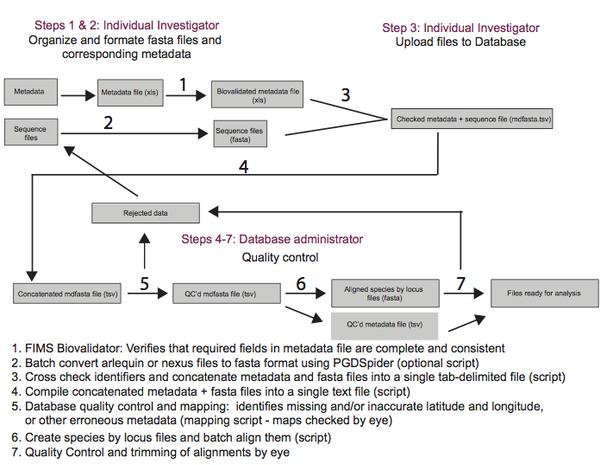 Steps 1 & 2: Individual Investigator
Organize and formate fasta files and
corresponding metadata
Step 3: Individual Investigator
Upload files to Database
Metadata
Metadata file (xls)
1
Biovalidated metadata file
(xls)
3
Checked metadata + sequence file (mdfasta.tsv)
Sequence
files
2
Sequence files
(fasta)
4
Rejected data
Steps 4-7: Database administrator
Quality control
Concatenated mdfasta file (tsv)
5
QC'd mdfasta file (tsv)
6
Aligned species by locus
files (fasta)
7
Files ready for analysis
QC'd metadata file (tsv)
1. FIMS Biovalidator: Verifies that required fields in metadata file are complete and consistent
2. Batch convert arlequin or nexus files to fasta format using PGDSpider (optional script)
3. Cross check identifiers and concatenate metadata and fasta files into a single tab-delimited file (script)
4. Compile concatenated metadata + fasta files into a single text file (script)
5. Database quality control and mapping: identifies missing and/or inaccurate latitude and longitude,
or other erroneous metadata (mapping script - maps checked by eye)
6. Create species by locus files and batch align them (script)
7. Quality Control and trimming of alignments by eye